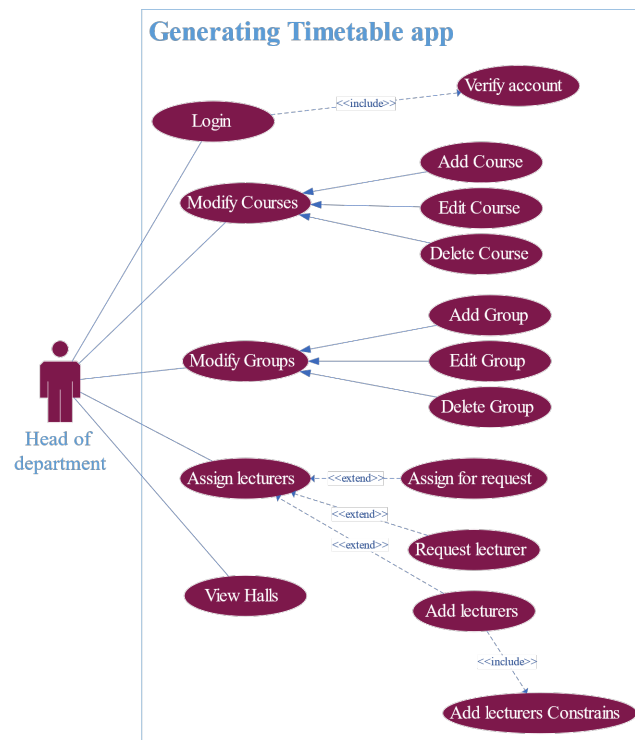 Generating Timetable app
Verify account
<<include>>
Login
Add Course
Modify Courses
Edit Course
Delete Course
Add Group
Modify Groups
Edit Group
Delete Group
Head of
department
Assign lecturers
<<extend>>
Assign for request
<<extend>>
<<extend>>
Request lecturer
View Halls
Add lecturers
<<include>>
Add lecturers Constrains